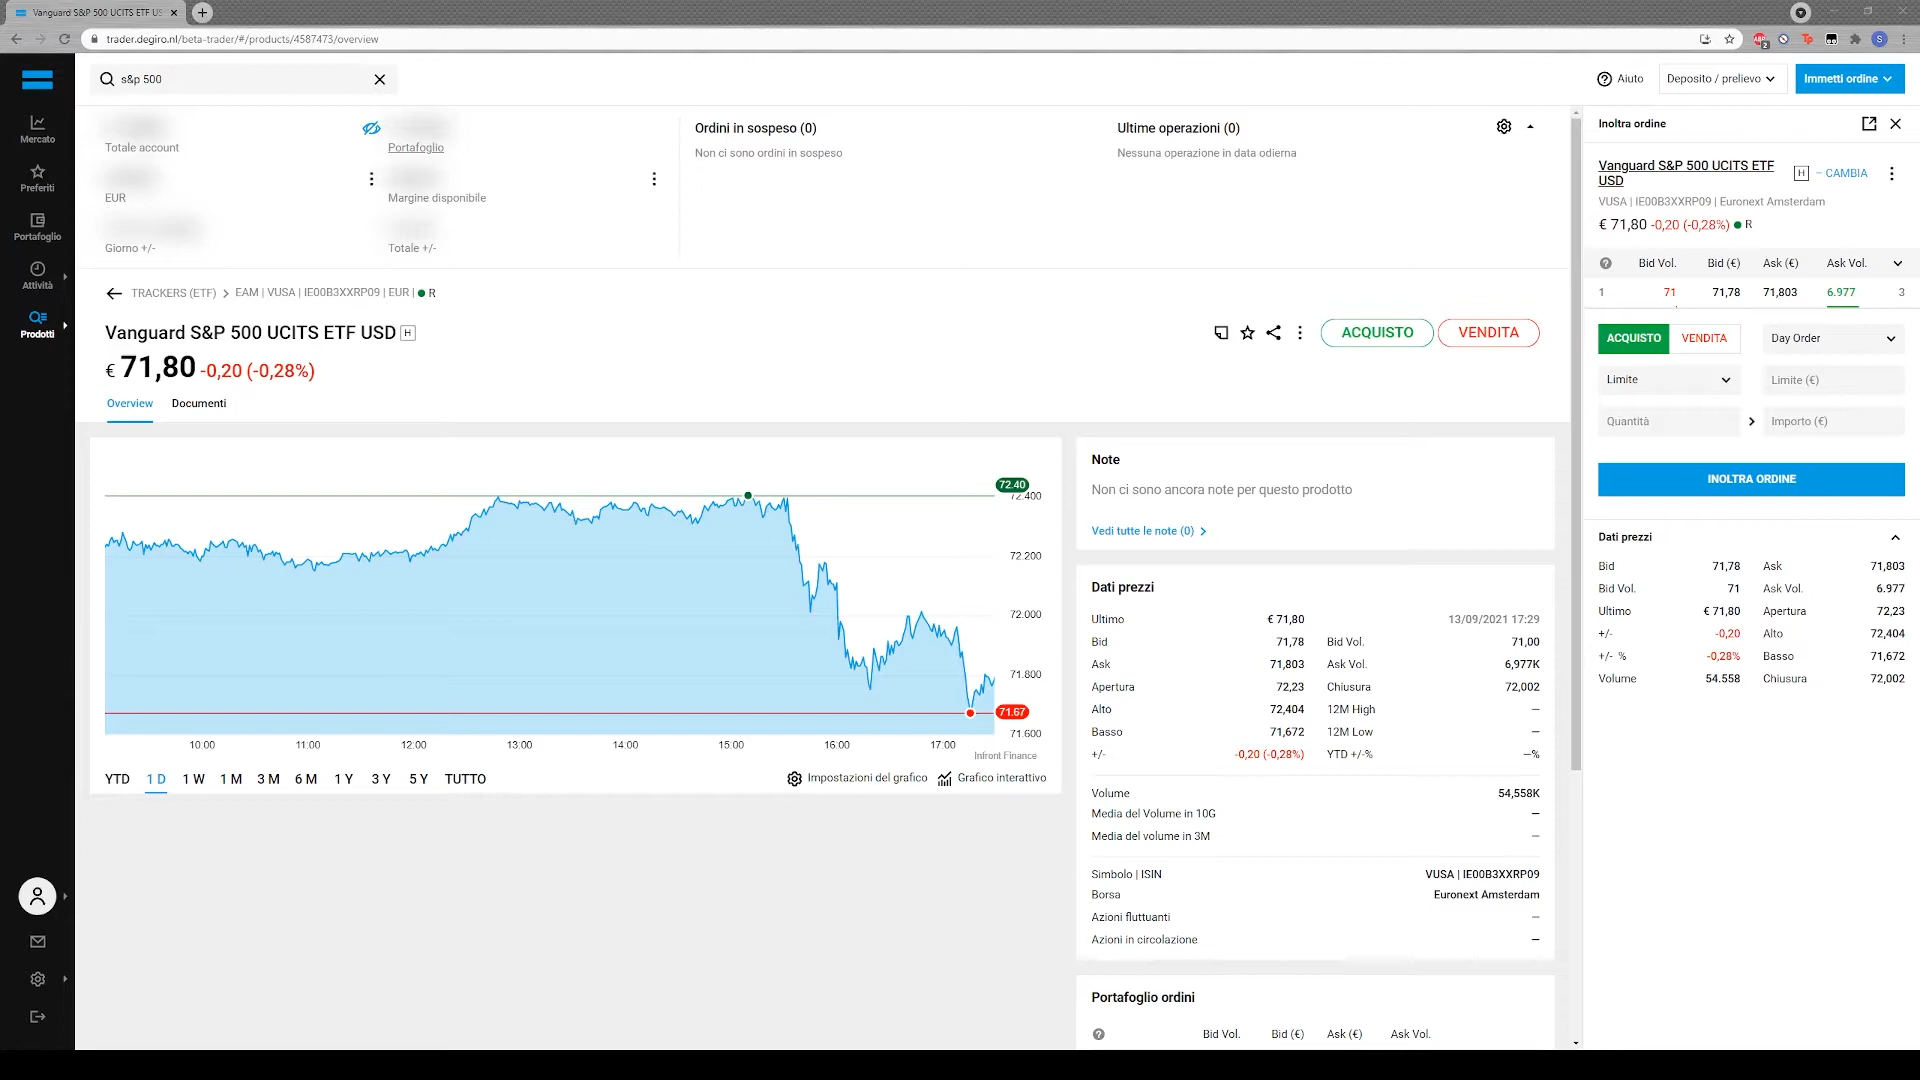 Vanguard S&P 500 UCITS ETF US
trader.degiro.nl/beta-trader/#/products/4587473/overview
s&p 500
Aiuto
Deposito / prelievo
Immetti ordine
Mercato
Preferiti
Portafoglio
Attività
Prodotti
Totale account
Portafoglio
EUR
Margine disponibile
Giorno +/-
Totale +/-
Ordini in sospeso (0)
Non ci sono ordini in sospeso
Ultime operazioni (0)
Nessuna operazione in data odierna
TRACKERS (ETF) EAM | VUSA | IE00B3XXRP09 | EUR | R
Vanguard S&P 500 UCITS ETF USD H
€ 71,80 -0,20 (-0,28%)
ACQUISTO
VENDITA
Overview
Documenti
72.40
72.400
72.200
72.000
71.800
71.67
71.600
10:00 11:00 12:00 13:00 14:00 15:00 16:00 17:00
Infront Finance
YTD 1 D 1 W 1 M 3 M 6 M 1 Y 3 Y 5 Y TUTTO
Impostazioni del grafico
Grafico interattivo
Note
Non ci sono ancora note per questo prodotto
Vedi tutte le note (0)
Dati prezzi
Ultimo € 71,80 13/09/2021 17:29
Bid 71,78 Bid Vol. 71,00
Ask 71,803 Ask Vol. 6,977K
Apertura 72,23 Chiusura 72,002
Alto 72,404 12M High —
Basso 71,672 12M Low —
+/- -0,20 (-0,28%) YTD +/-% —%
Volume 54,558K
Media del Volume in 10G —
Media del volume in 3M —
Simbolo | ISIN VUSA | IE00B3XXRP09
Borsa Euronext Amsterdam
Azioni fluttuanti —
Azioni in circolazione —
Portafoglio ordini
Bid Vol. Bid (€) Ask (€) Ask Vol.
Inoltra ordine
Vanguard S&P 500 UCITS ETF
USD
H – CAMBIA
VUSA | IE00B3XXRP09 | Euronext Amsterdam
€ 71,80 -0,20 (-0,28%) R
Bid Vol. Bid (€) Ask (€) Ask Vol.
1 71 71,78 71,803 6.977 3
ACQUISTO VENDITA Day Order
Limite Limite (€)
Quantità Importo (€)
INOLTRA ORDINE
Dati prezzi
Bid 71,78 Ask 71,803
Bid Vol. 71 Ask Vol. 6.977
Ultimo € 71,80 Apertura 72,23
+/- -0,20 Alto 72,404
+/- % -0,28% Basso 71,672
Volume 54.558 Chiusura 72,002